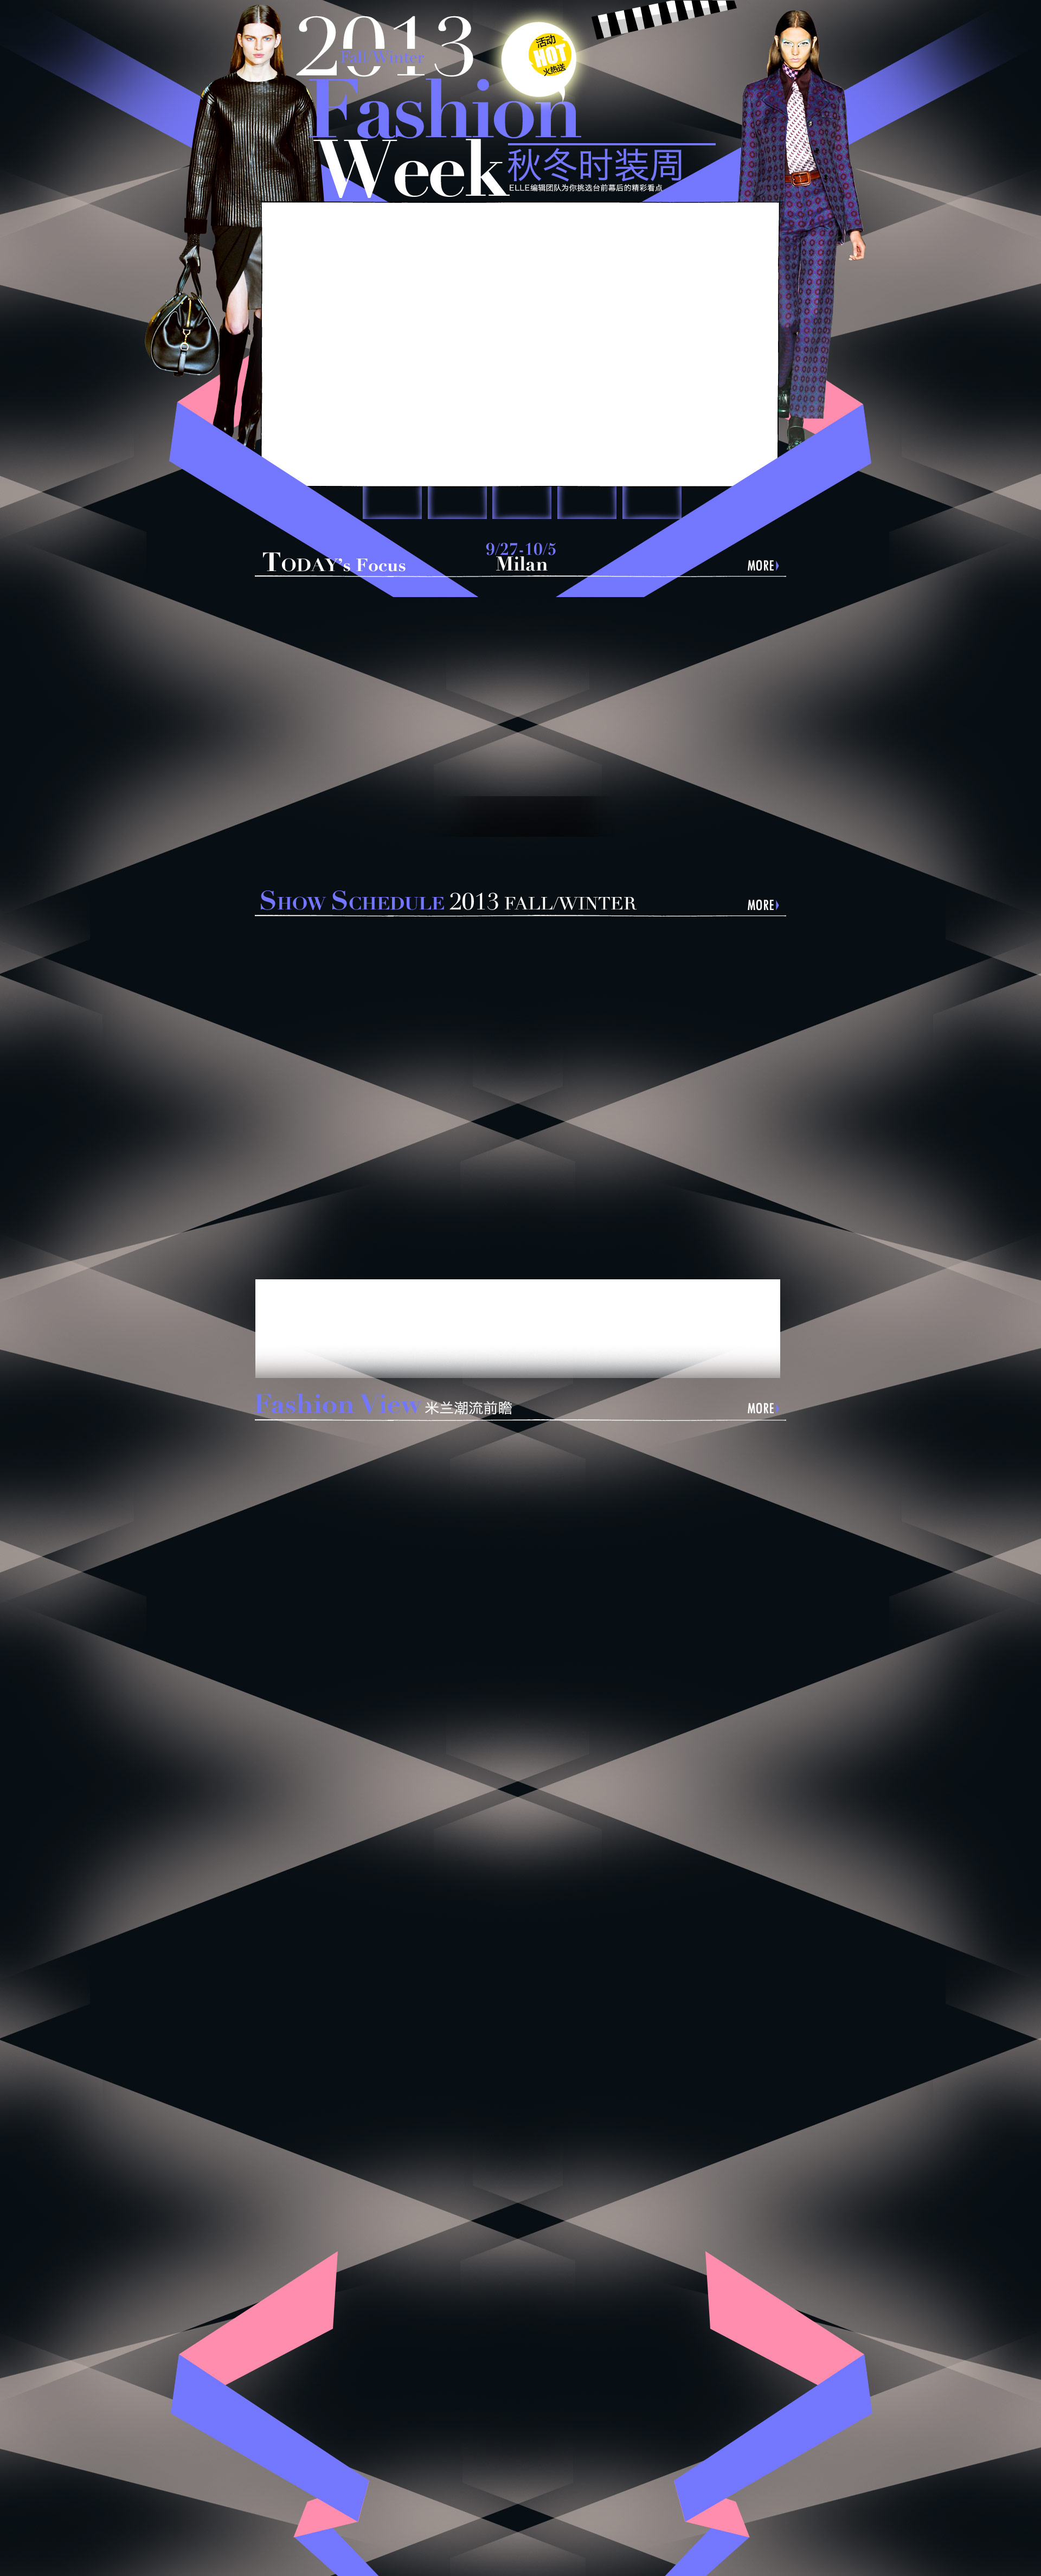 2013
Fall/Winter
活动
HOT
火热送
Fashion
Week
秋冬时装周
ELLE编辑团队为你挑选台前幕后的精彩看点
TODAY's Focus
9/27-10/5
Milan
MORE
SHOW SCHEDULE 2013 FALL/WINTER
MORE
Fashion View 米兰潮流前瞻
MORE